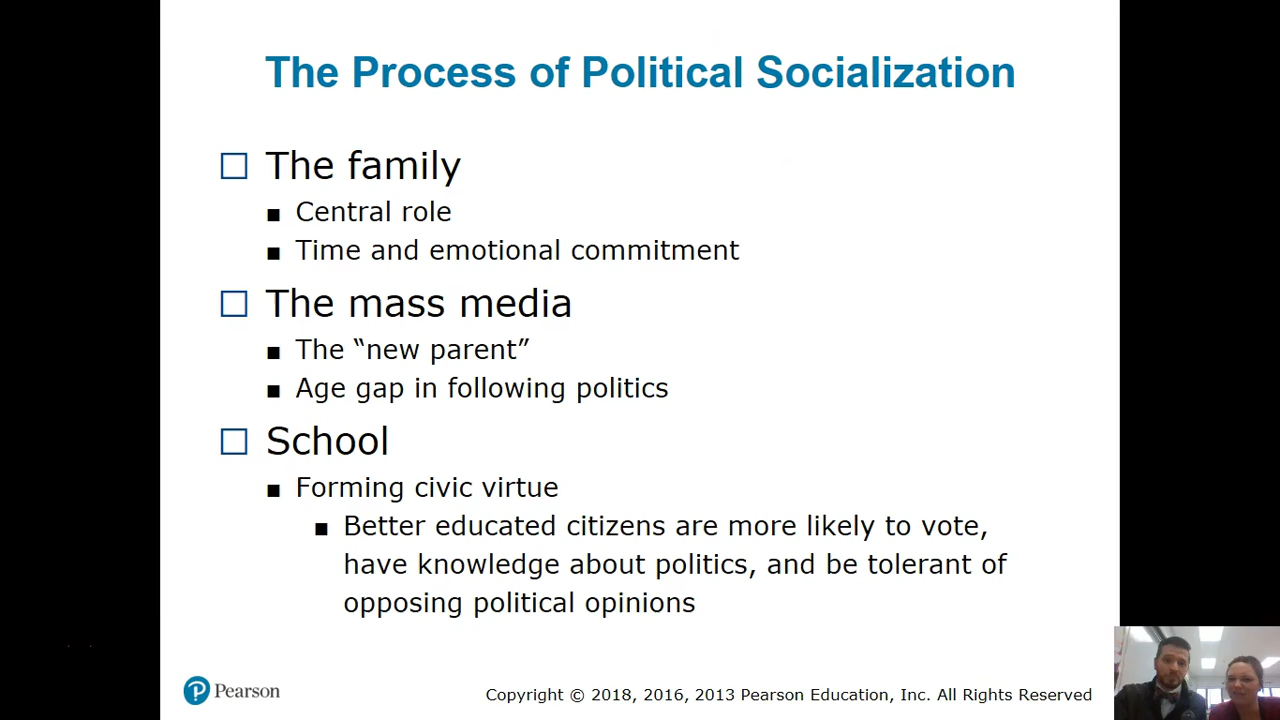 The Process of Political Socialization
The family
Central role
Time and emotional commitment
The mass media
The “new parent”
Age gap in following politics
School
Forming civic virtue
Better educated citizens are more likely to vote,
have knowledge about politics, and be tolerant of
opposing political opinions
Pearson
Copyright © 2018, 2016, 2013 Pearson Education, Inc. All Rights Reserved